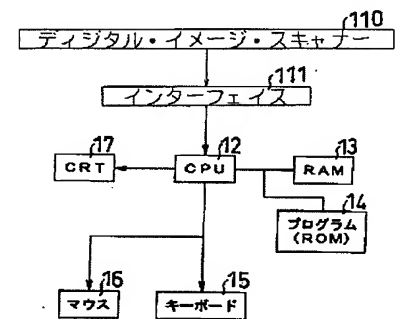 110
ディジタル・イメージ・スキャナー
111
インターフェイス
17
12
13
CRT
CPU
RAM
14
プログラム
(ROM)
16
15
マウス
キーボード